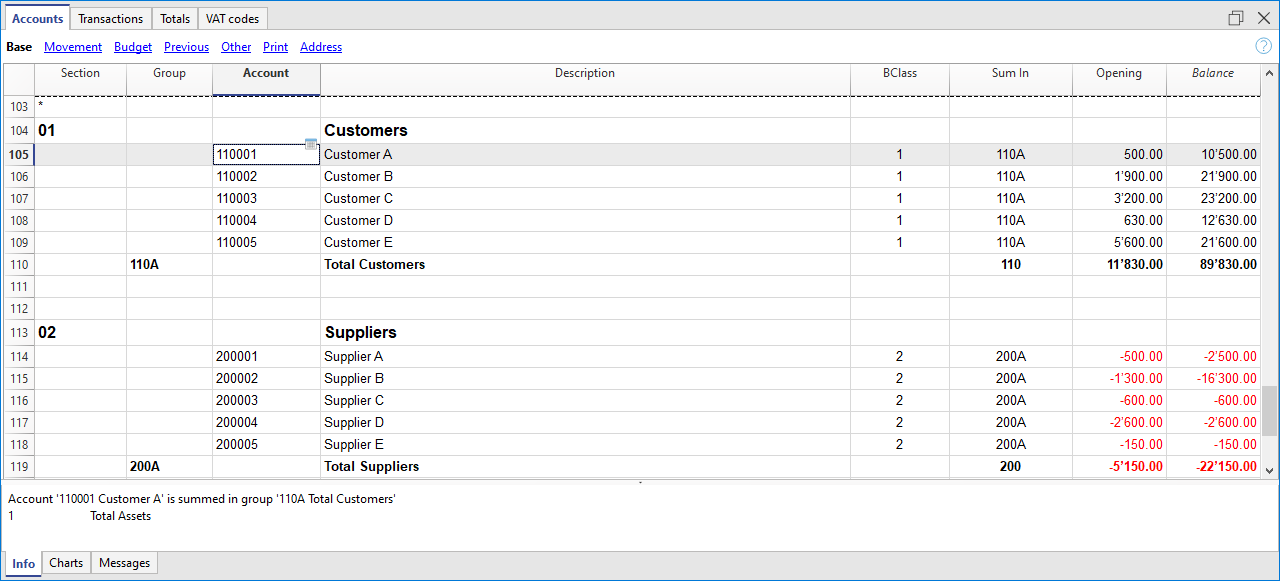 Accounts Transactions Totals VAT codes
Base Movement Budget Previous Other Print Address ?
Section Group Account Description BClass Sum In Opening Balance
103 *
104 01 Customers
105 110001 Customer A 1 110A 500.00 10'500.00
106 110002 Customer B 1 110A 1'900.00 21'900.00
107 110003 Customer C 1 110A 3'200.00 23'200.00
108 110004 Customer D 1 110A 630.00 12'630.00
109 110005 Customer E 1 110A 5'600.00 21'600.00
110 110A Total Customers 110 11'830.00 89'830.00
111
112
113 02 Suppliers
114 200001 Supplier A 2 200A -500.00 -2'500.00
115 200002 Supplier B 2 200A -1'300.00 -16'300.00
116 200003 Supplier C 2 200A -600.00 -600.00
117 200004 Supplier D 2 200A -2'600.00 -2'600.00
118 200005 Supplier E 2 200A -150.00 -150.00
119 200A Total Suppliers 200 -5'150.00 -22'150.00
Account '110001 Customer A' is summed in group '110A Total Customers'
1 Total Assets
Info Charts Messages